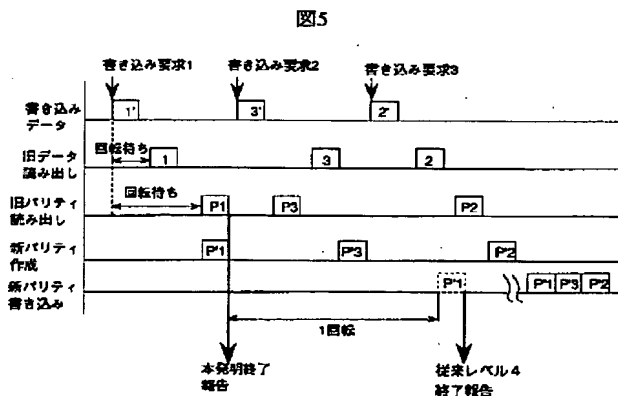 図5
書き込み要求1
書き込み要求2
書き込み要求3
書き込み
データ
1'
3'
2'
旧データ
読み出し
回転待ち
1
3
2
旧パリティ
読み出し
回転待ち
P1
P3
P2
新パリティ
作成
P'1
P'3
P'2
新パリティ
書き込み
P'1
P'1
P'3
P'2
1回転
本発明終了
報告
従来レベル4
終了報告